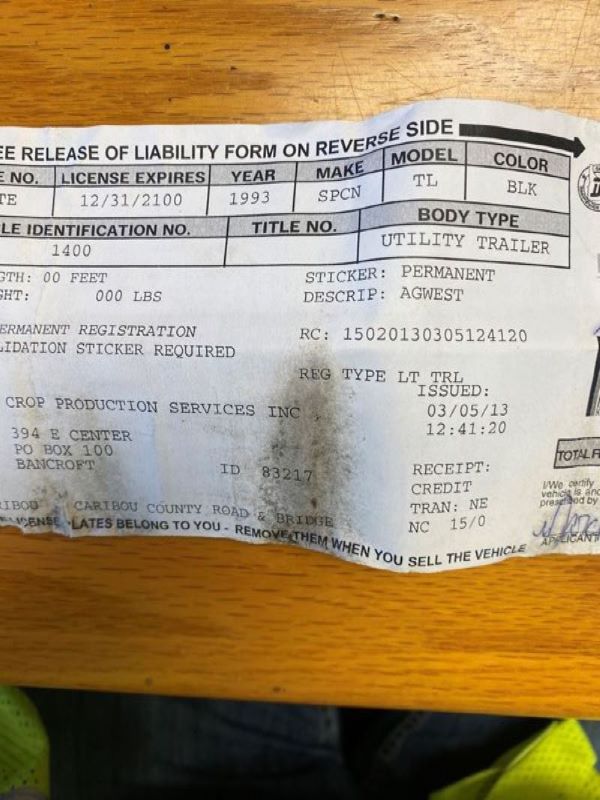 EE RELEASE OF LIABILITY FORM ON REVERSE SIDE
E NO. LICENSE EXPIRES YEAR MAKE MODEL COLOR
TE 12/31/2100 1993 SPCN TL BLK
LE IDENTIFICATION NO. TITLE NO. BODY TYPE
1400 UTILITY TRAILER
GTH: 00 FEET STICKER: PERMANENT
GHT: 000 LBS DESCRIP: AGWEST
ERMANENT REGISTRATION RC: 15020130305124120
LIDATION STICKER REQUIRED
REG TYPE LT TRL
ISSUED:
CROP PRODUCTION SERVICES INC 03/05/13
394 E CENTER 12:41:20
PO BOX 100
BANCROFT ID 83217 RECEIPT:
CREDIT
TRAN: NE
NC 15/0
RIBOU CARIBOU COUNTY ROAD & BRIDGE
LICENSE LATES BELONG TO YOU - REMOVE THEM WHEN YOU SELL THE VEHICLE
TOTAL F
I/We certify
vehicle is and
by
APPLICANT